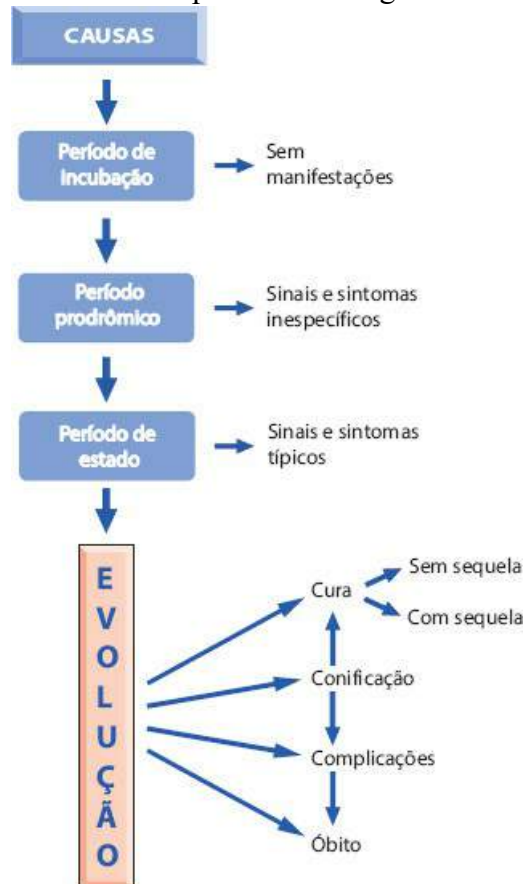 CAUSAS
Período de
incubação
Sem
manifestações
Período
prodrômico
Sinais e sintomas
inespecíficos
Período de
estado
Sinais e sintomas
típicos
EVOLUÇÃO
Cura
Sem sequela
Com sequela
Conificação
Complicações
Óbito